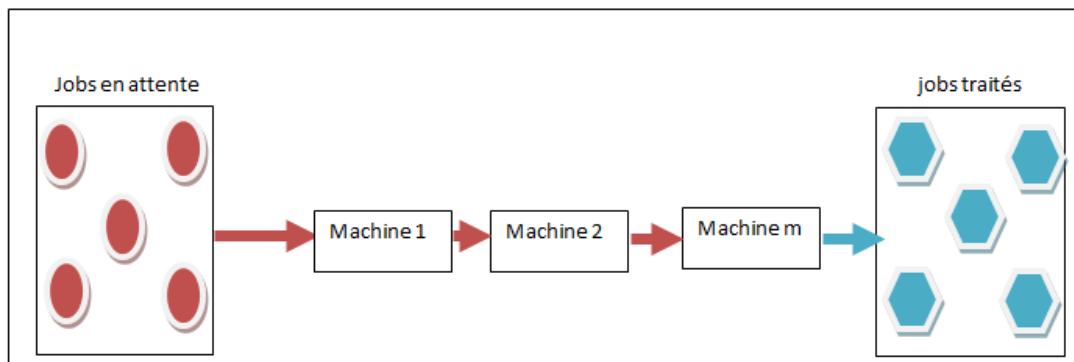 Jobs en attente
jobs traités
Machine 1
Machine 2
Machine m